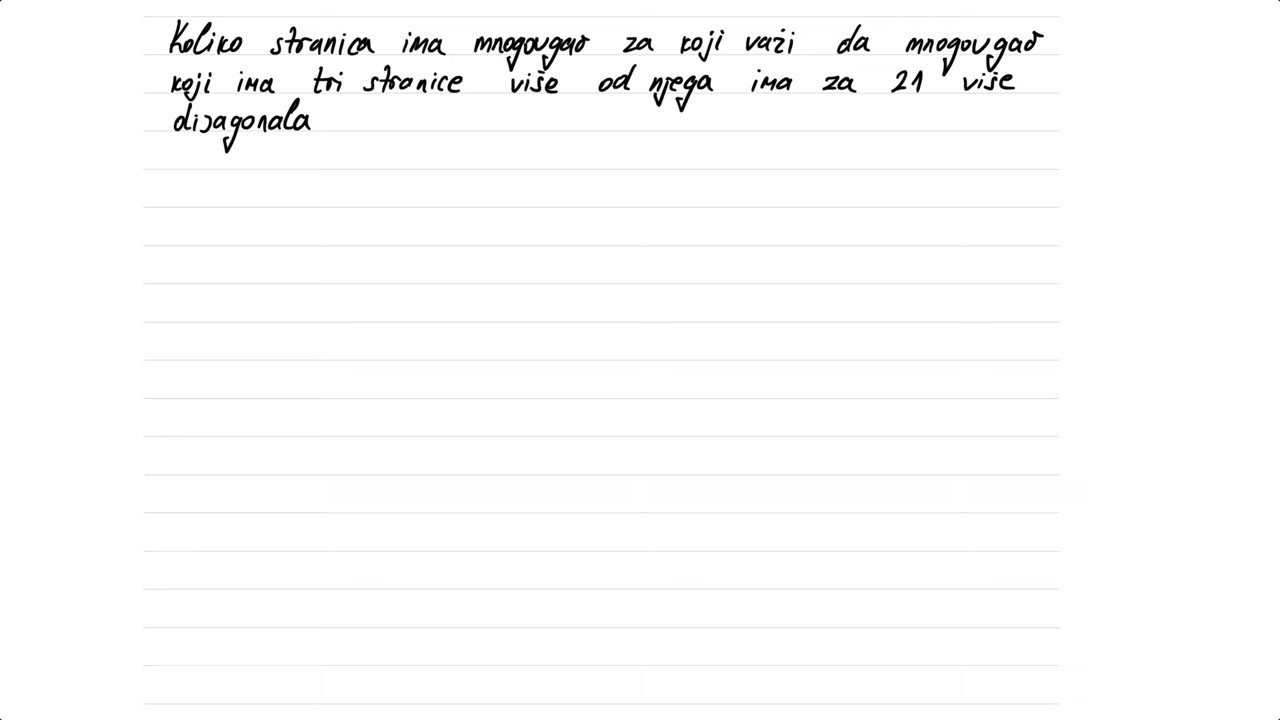 Koliko stranica ima mnogougao za koji važi da mnogougao
koji ima tri stranice više od njega ima za 21 više
dijagonala